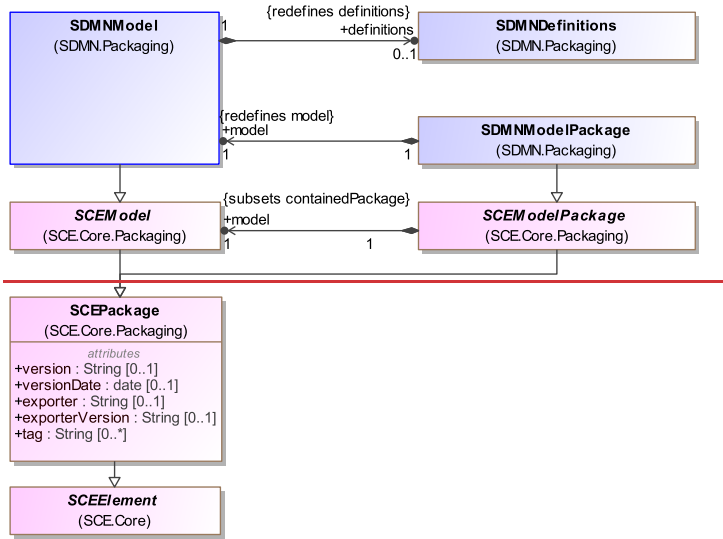 SDMNModel
(SDMN.Packaging)
1
{redefines definitions}
+definitions
0..1
SDMNDefinitions
(SDMN.Packaging)
{redefines model}
+model
1
1
SDMNModelPackage
(SDMN.Packaging)
SCEModel
(SCE.Core.Packaging)
{subsets containedPackage}
+model
1
1
SCEModelPackage
(SCE.Core.Packaging)
SCEPackage
(SCE.Core.Packaging)
attributes
+version : String [0..1]
+versionDate : date [0..1]
+exporter : String [0..1]
+exporterVersion : String [0..1]
+tag : String [0..*]
SCEElement
(SCE.Core)